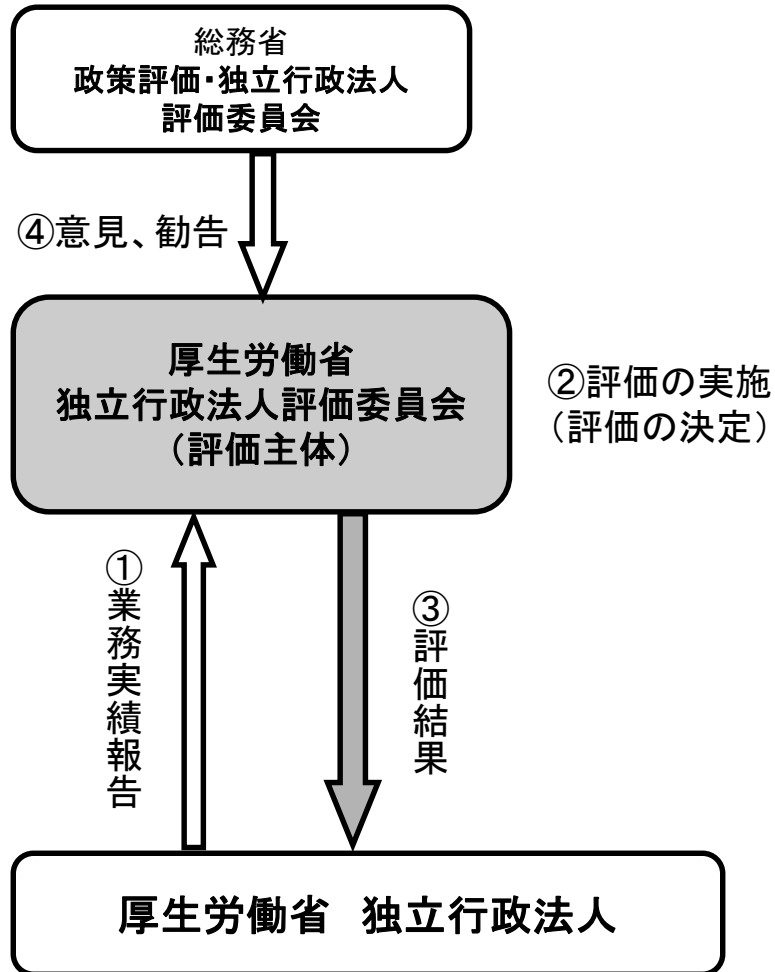 総務省
政策評価・独立行政法人
評価委員会
④意見、勧告
厚生労働省
独立行政法人評価委員会
（評価主体）
②評価の実施
（評価の決定）
①業務実績報告
③評価結果
厚生労働省　独立行政法人